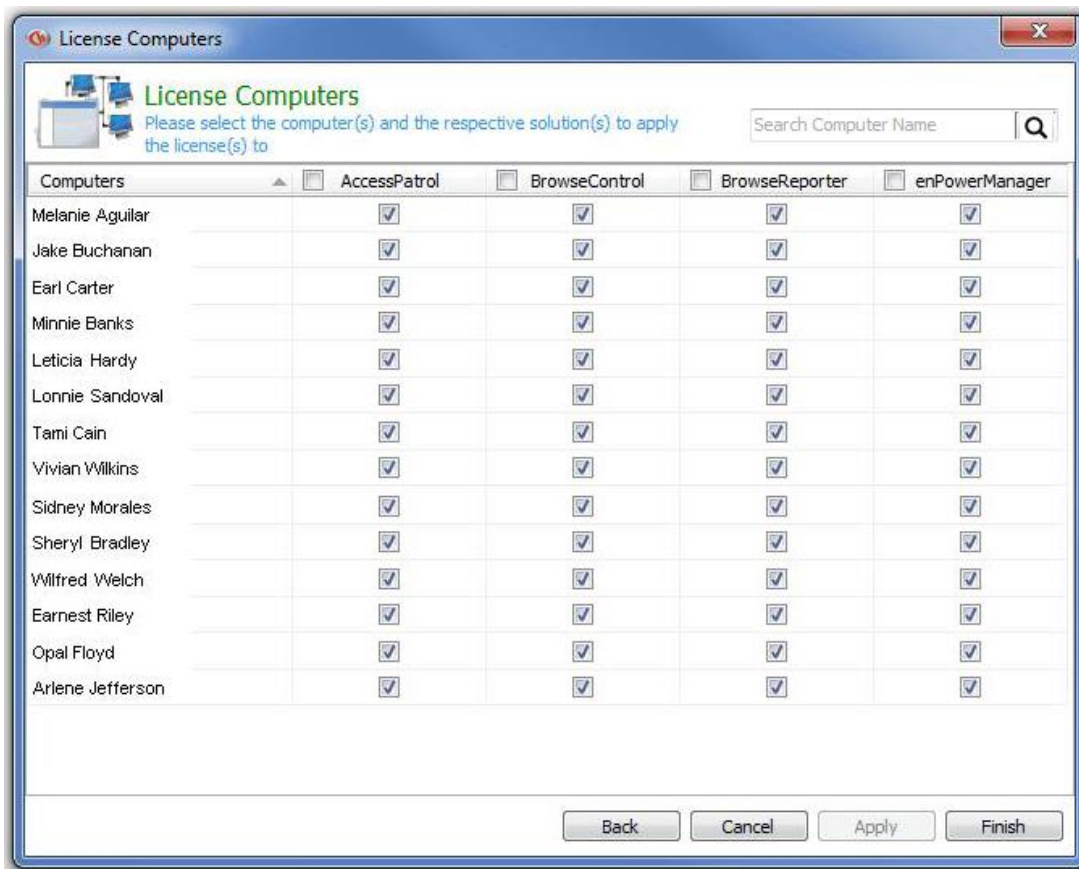 License Computers
License Computers
Please select the computer(s) and the respective solution(s) to apply
the license(s) to
Search Computer Name
Computers AccessPatrol BrowseControl BrowseReporter enPowerManager
Melanie Aguilar
Jake Buchanan
Earl Carter
Minnie Banks
Leticia Hardy
Lonnie Sandoval
Tami Cain
Vivian Wilkins
Sidney Morales
Sheryl Bradley
Wilfred Welch
Earnest Riley
Opal Floyd
Arlene Jefferson
Back Cancel Apply Finish